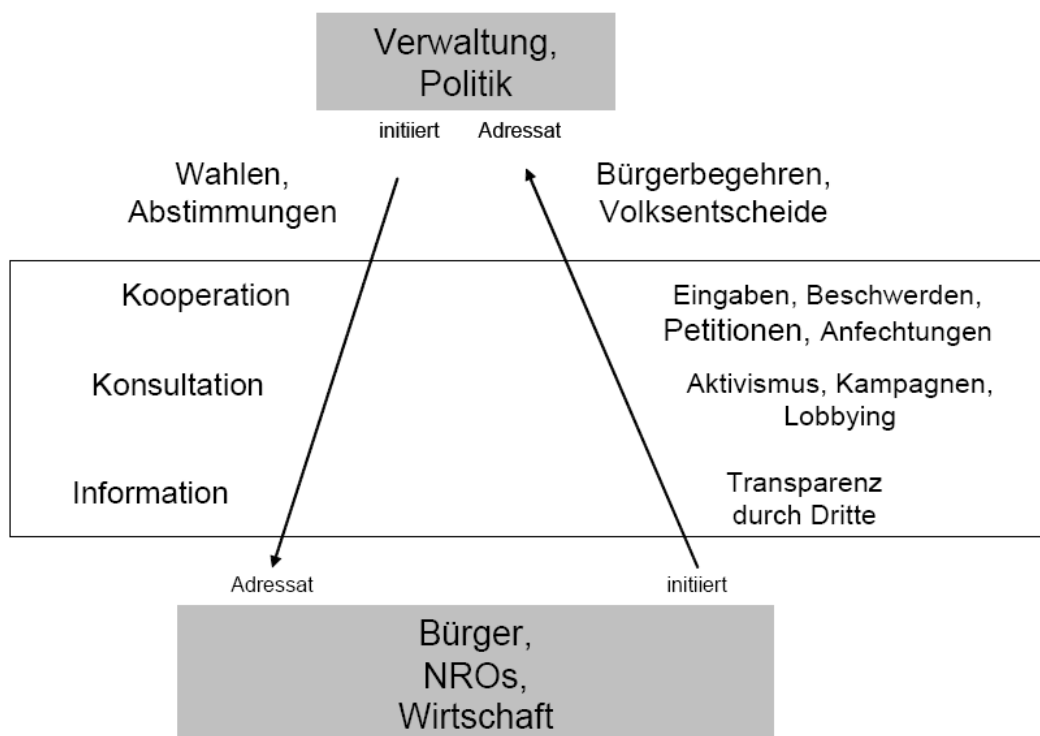 Verwaltung,
Politik
initiiert Adressat
Wahlen,
Abstimmungen
Bürgerbegehren,
Volksentscheide
Kooperation
Eingaben, Beschwerden,
Petitionen, Anfechtungen
Konsultation
Aktivismus, Kampagnen,
Lobbying
Information
Transparenz
durch Dritte
Adressat
initiiert
Bürger,
NROs,
Wirtschaft